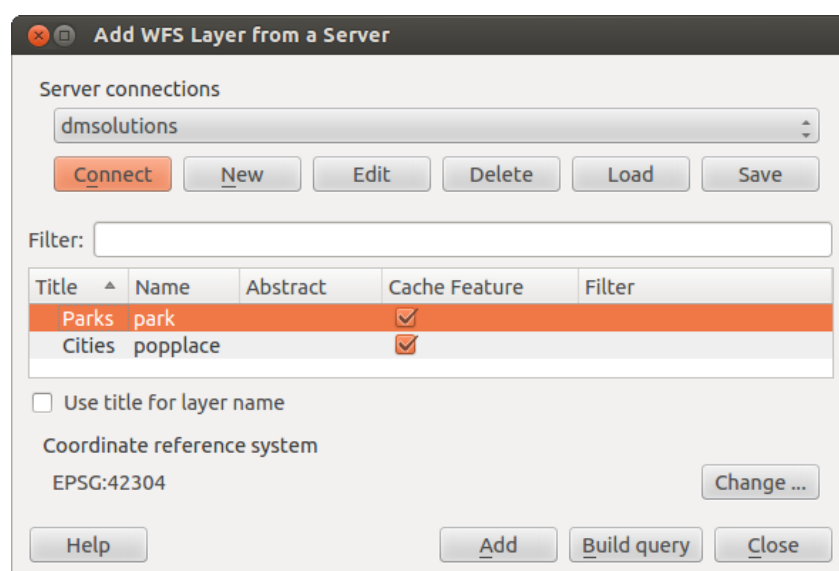 Add WFS Layer from a Server
Server connections
dmsolutions
Connect New Edit Delete Load Save
Filter:
Title Name Abstract Cache Feature Filter
Parks park
Cities popplace
Use title for layer name
Coordinate reference system
EPSG:42304 Change ...
Help Add Build query Close